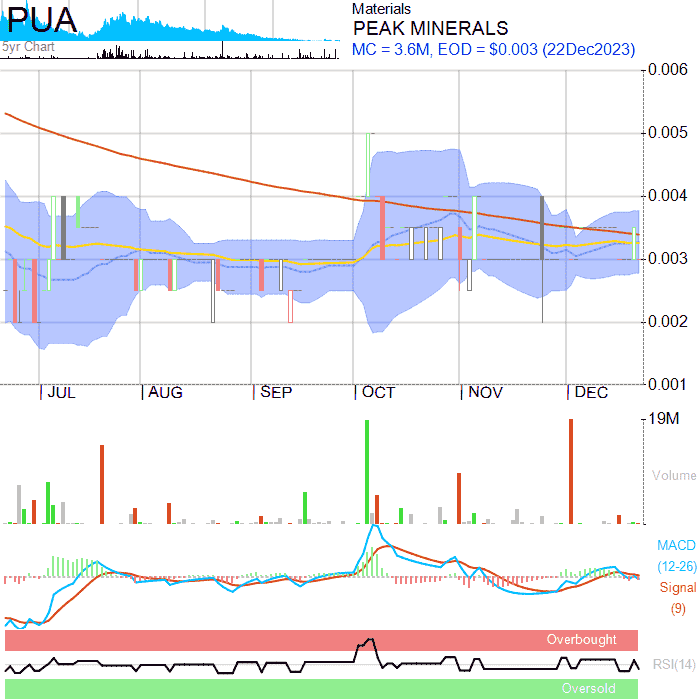 PUA
5yr Chart
Materials
PEAK MINERALS
MC = 3.6M, EOD = $0.003 (22Dec2023)
0.006
0.005
0.004
0.003
0.002
0.001
JUL AUG SEP OCT NOV DEC
19M
Volume
MACD
(12-26)
Signal
(9)
Overbought
RSI(14)
Oversold